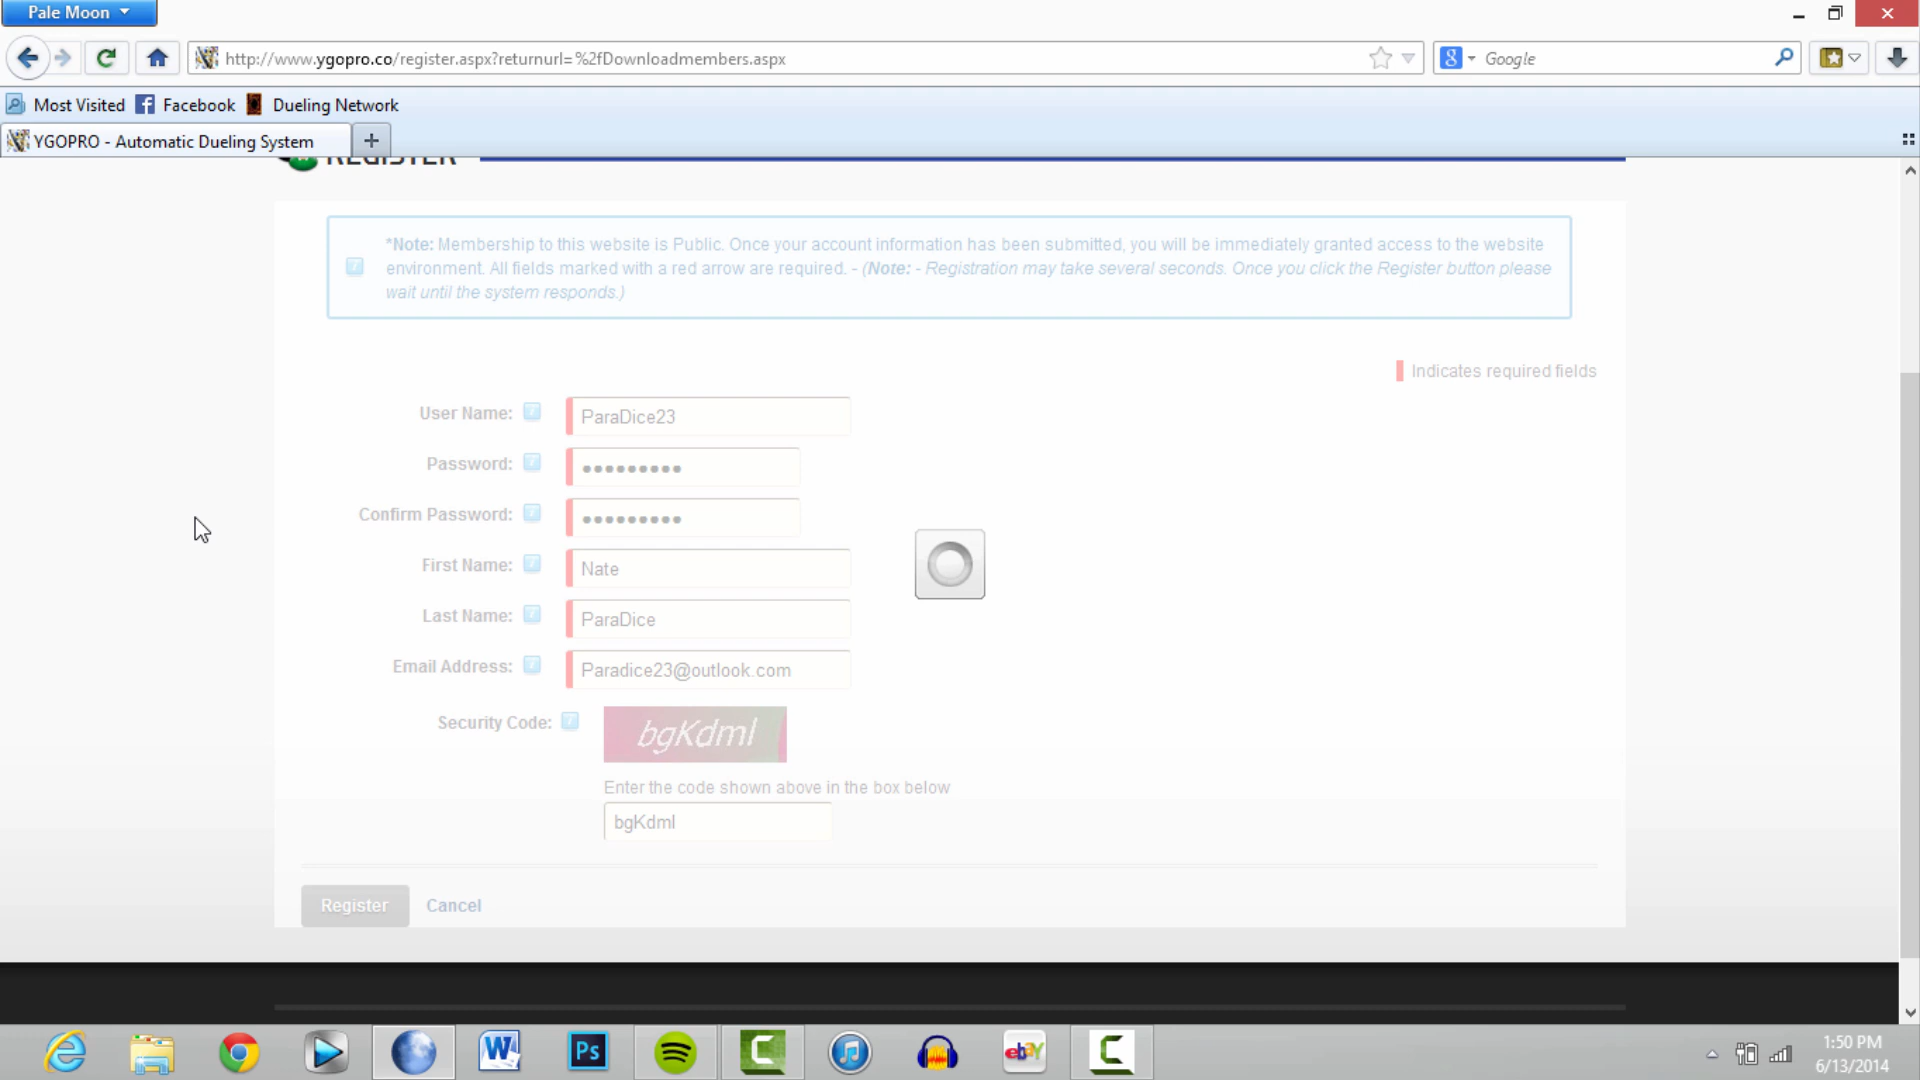 Pale Moon
http://www.ygopro.co/register.aspx?returnurl=%2fDownloadmembers.aspx
Google
Most Visited Facebook Dueling Network
YGOPRO - Automatic Dueling System
REGISTER
*Note: Membership to this website is Public. Once your account information has been submitted, you will be immediately granted access to the website
environment. All fields marked with a red arrow are required. - (Note: - Registration may take several seconds. Once you click the Register button please
wait until the system responds.)
Indicates required fields
User Name: ParaDice23
Password: •••••••••
Confirm Password: •••••••••
First Name: Nate
Last Name: ParaDice
Email Address: Paradice23@outlook.com
Security Code: bgKdml
Enter the code shown above in the box below
bgKdml
Register Cancel
W Ps ebay
1:50 PM
6/13/2014